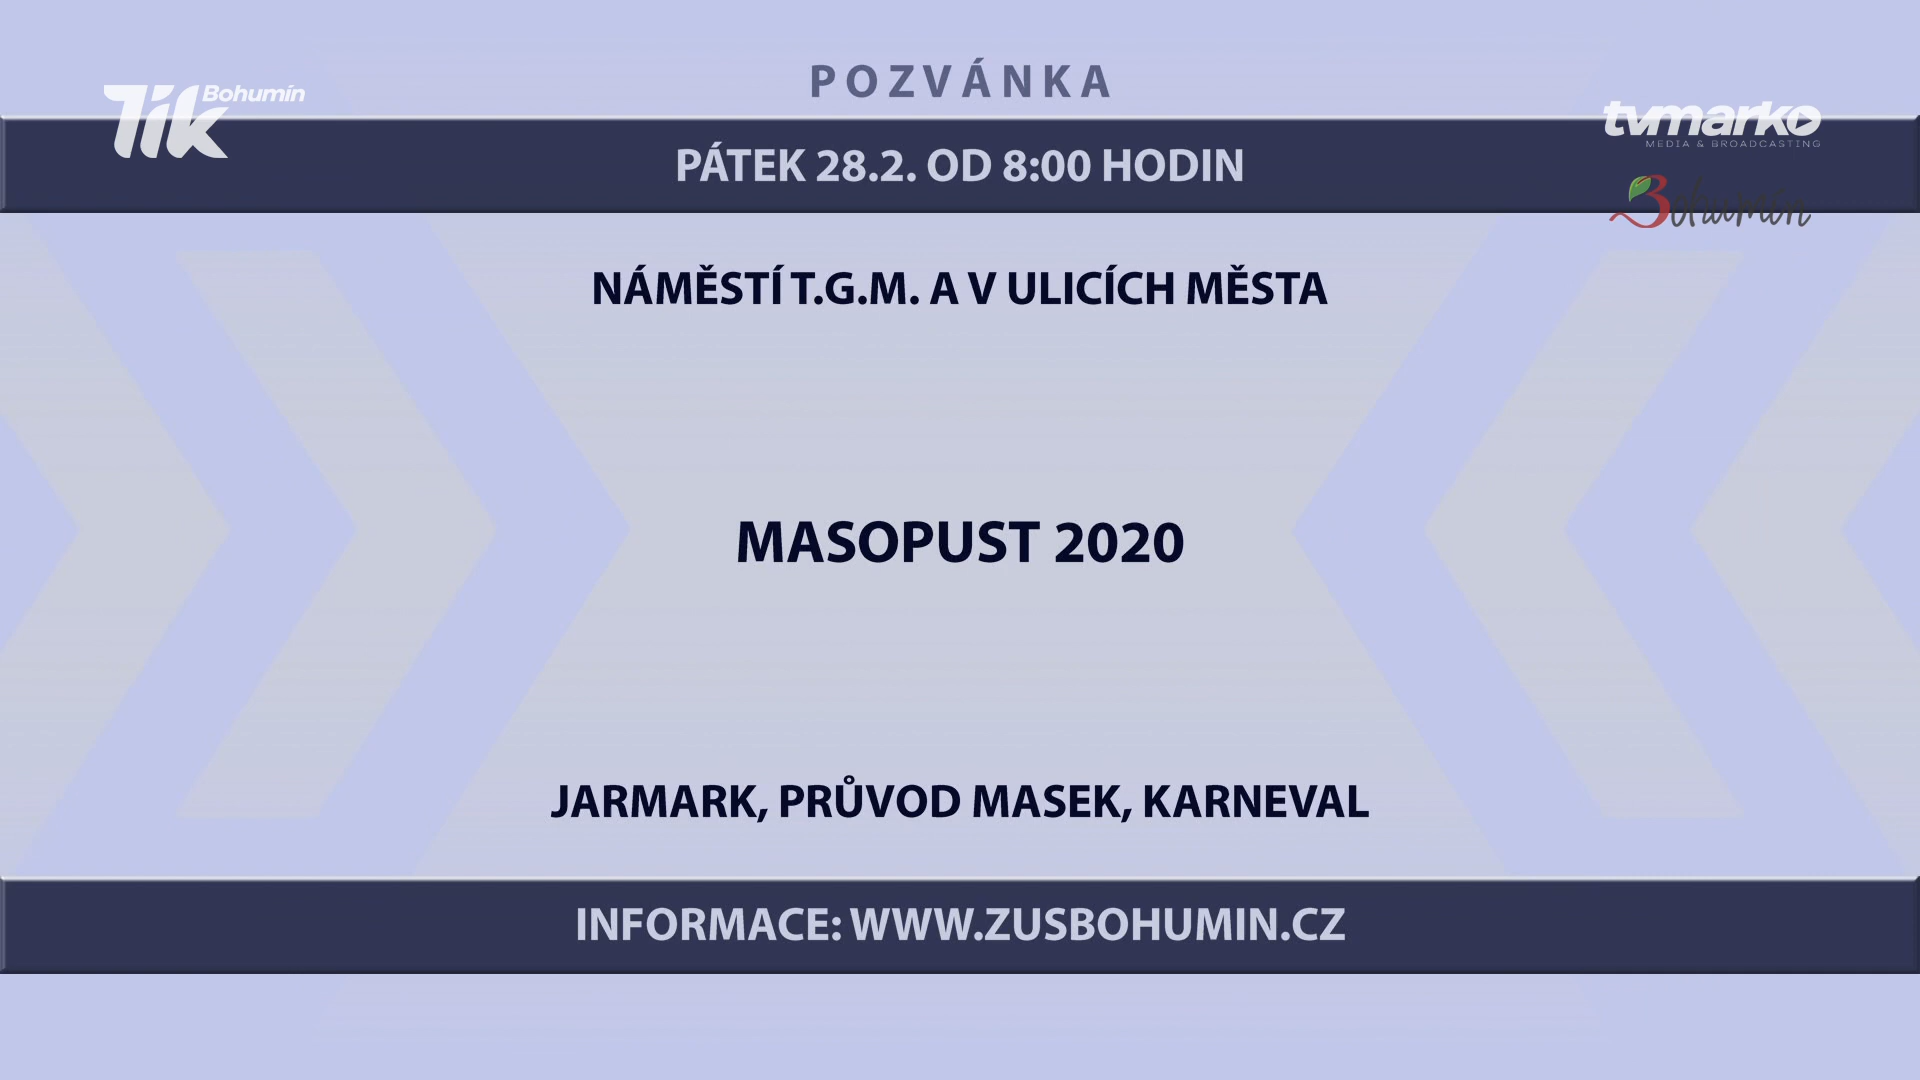 POZVÁNKA
Tik Bohumín
tvmarko
MEDIA & BROADCASTING
PÁTEK 28.2. OD 8:00 HODIN
Bohumín
NÁMĚSTÍ T.G.M. A V ULICÍCH MĚSTA
MASOPUST 2020
JARMARK, PRŮVOD MASEK, KARNEVAL
INFORMACE: WWW.ZUSBOHUMIN.CZ